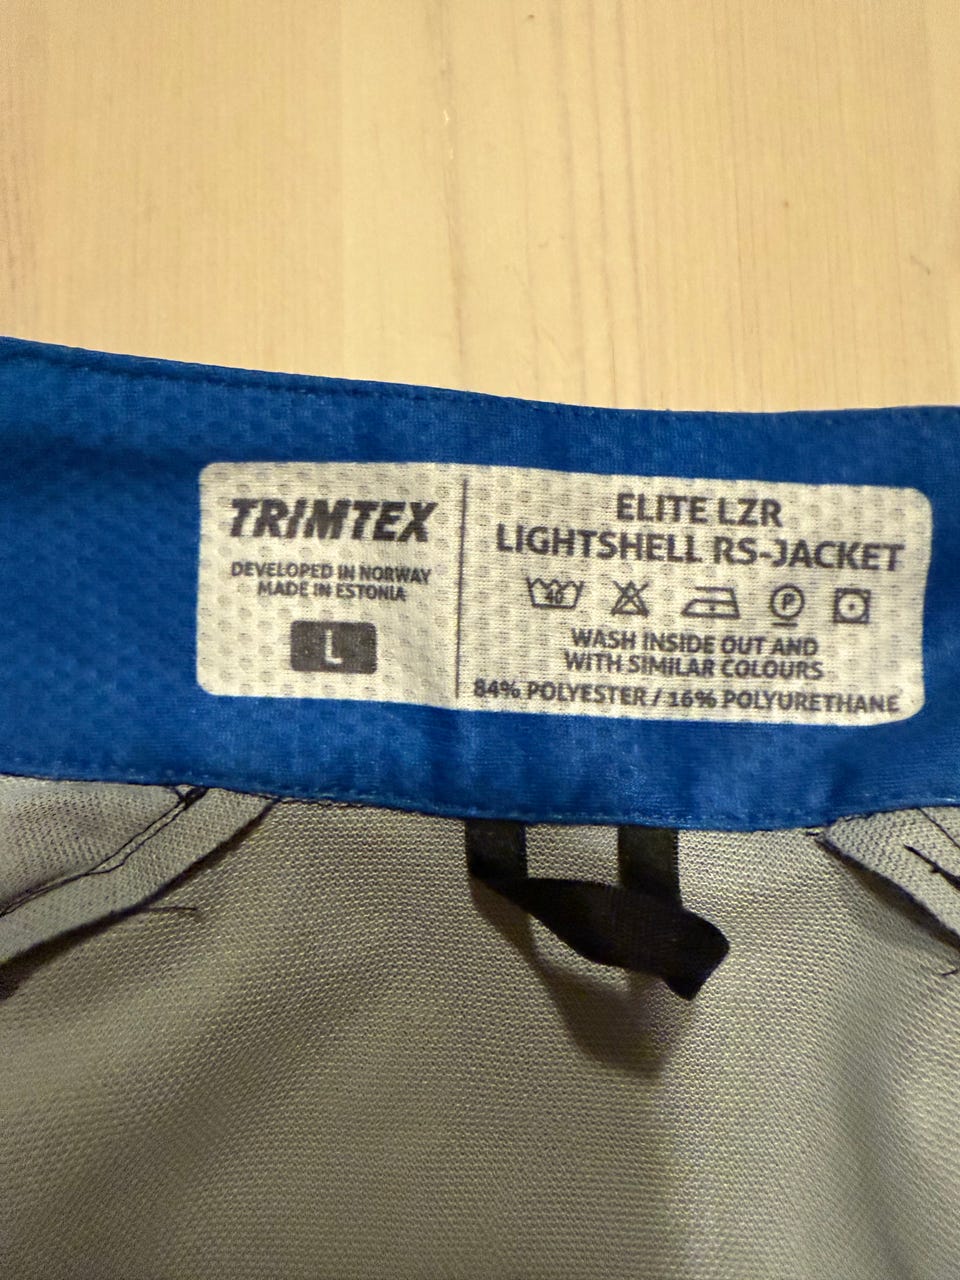 TRIMTEX
DEVELOPED IN NORWAY
MADE IN ESTONIA
L
ELITE LZR
LIGHTSHELL RS-JACKET
40 P
WASH INSIDE OUT AND
WITH SIMILAR COLOURS
84% POLYESTER / 16% POLYURETHANE